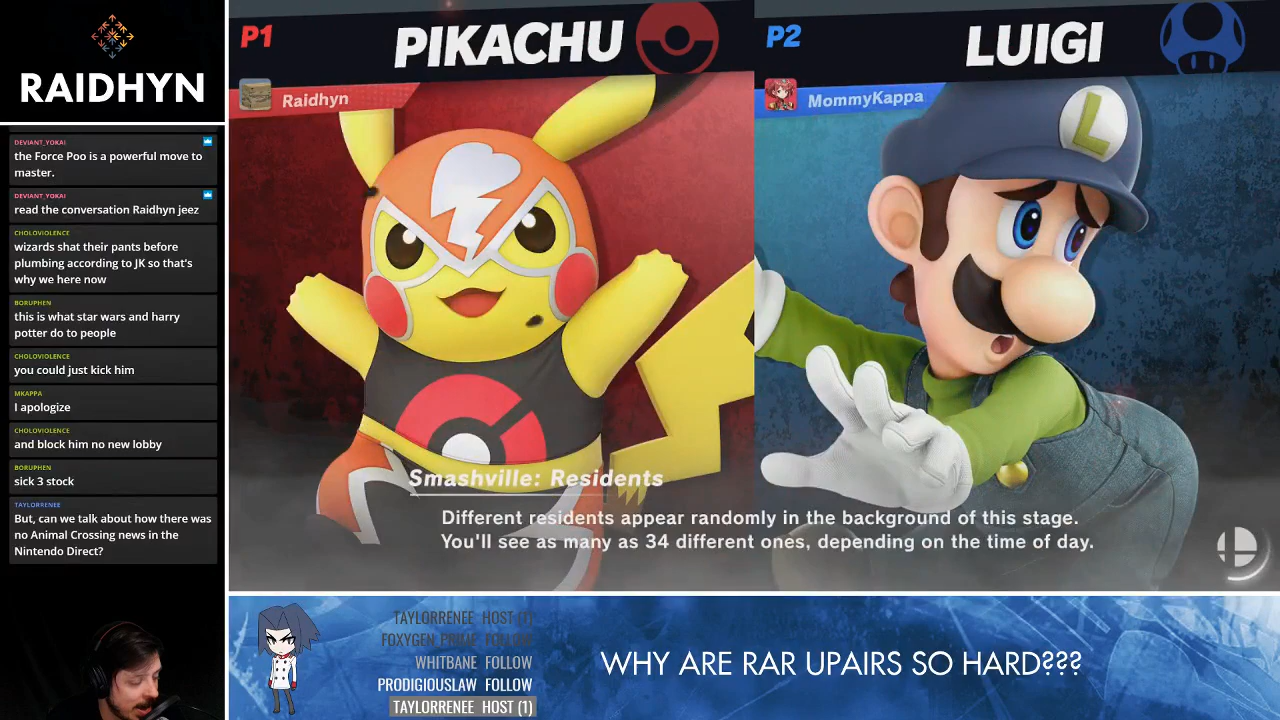 RAIDHYN
DEVIANT_YOKAI
the Force Poo is a powerful move to
master.
DEVIANT_YOKAI
read the conversation Raidhyn jeez
CHOLOVIOLENCE
wizards shat their pants before
plumbing according to JK so that's
why we here now
BORUPHEN
this is what star wars and harry
potter do to people
CHOLOVIOLENCE
you could just kick him
MKAPPA
I apologize
CHOLOVIOLENCE
and block him no new lobby
BORUPHEN
sick 3 stock
TAYLORRENEE
But, can we talk about how there was
no Animal Crossing news in the
Nintendo Direct?
P1
PIKACHU
Raidhyn
P2
LUIGI
MommyKappa
L
Smashville: Residents
Different residents appear randomly in the background of this stage.
You'll see as many as 34 different ones, depending on the time of day.
TAYLORRENEE HOST (1)
FOXYGEN_PRIME FOLLOW
WHITBANE FOLLOW
PRODIGIOUSLAW FOLLOW
TAYLORRENEE HOST (1)
WHY ARE RAR UPAIRS SO HARD???